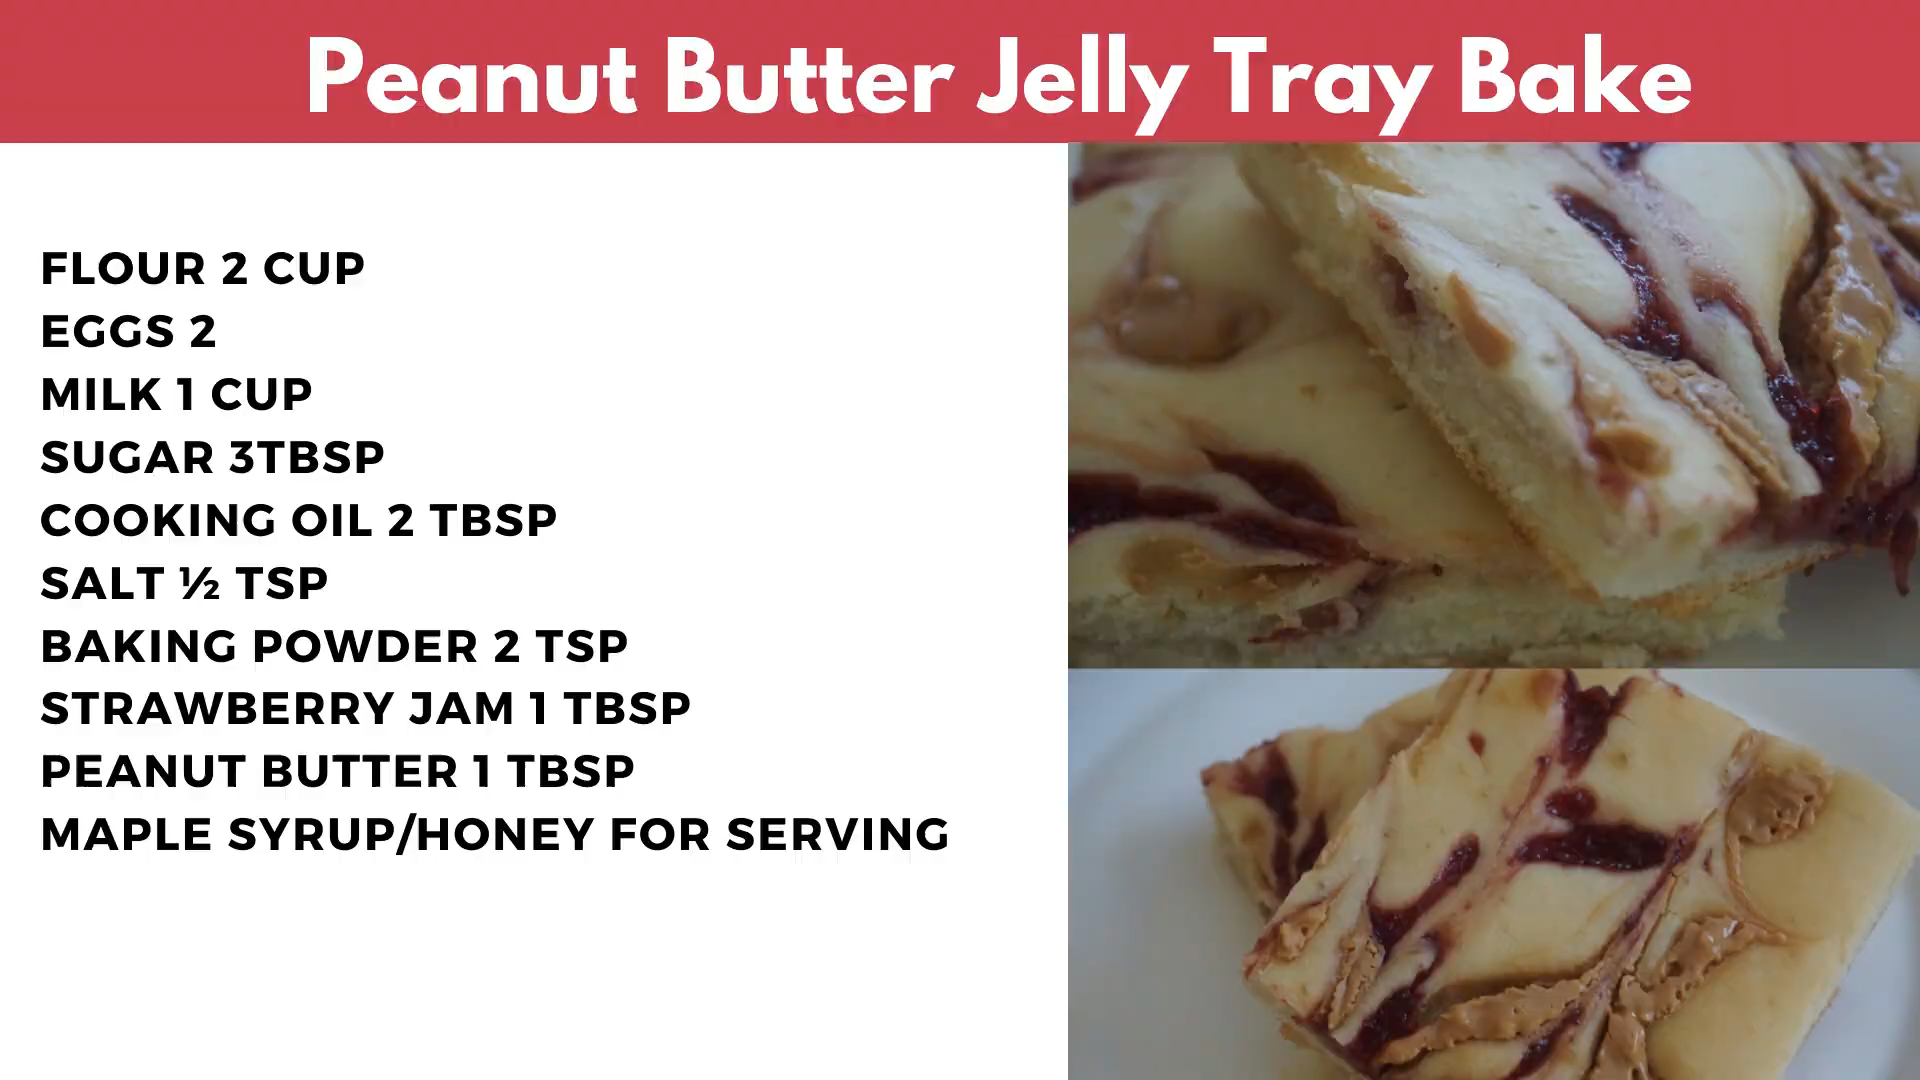 Peanut Butter Jelly Tray Bake
FLOUR 2 CUP
EGGS 2
MILK 1 CUP
SUGAR 3TBSP
COOKING OIL 2 TBSP
SALT ½ TSP
BAKING POWDER 2 TSP
STRAWBERRY JAM 1 TBSP
PEANUT BUTTER 1 TBSP
MAPLE SYRUP/HONEY FOR SERVING